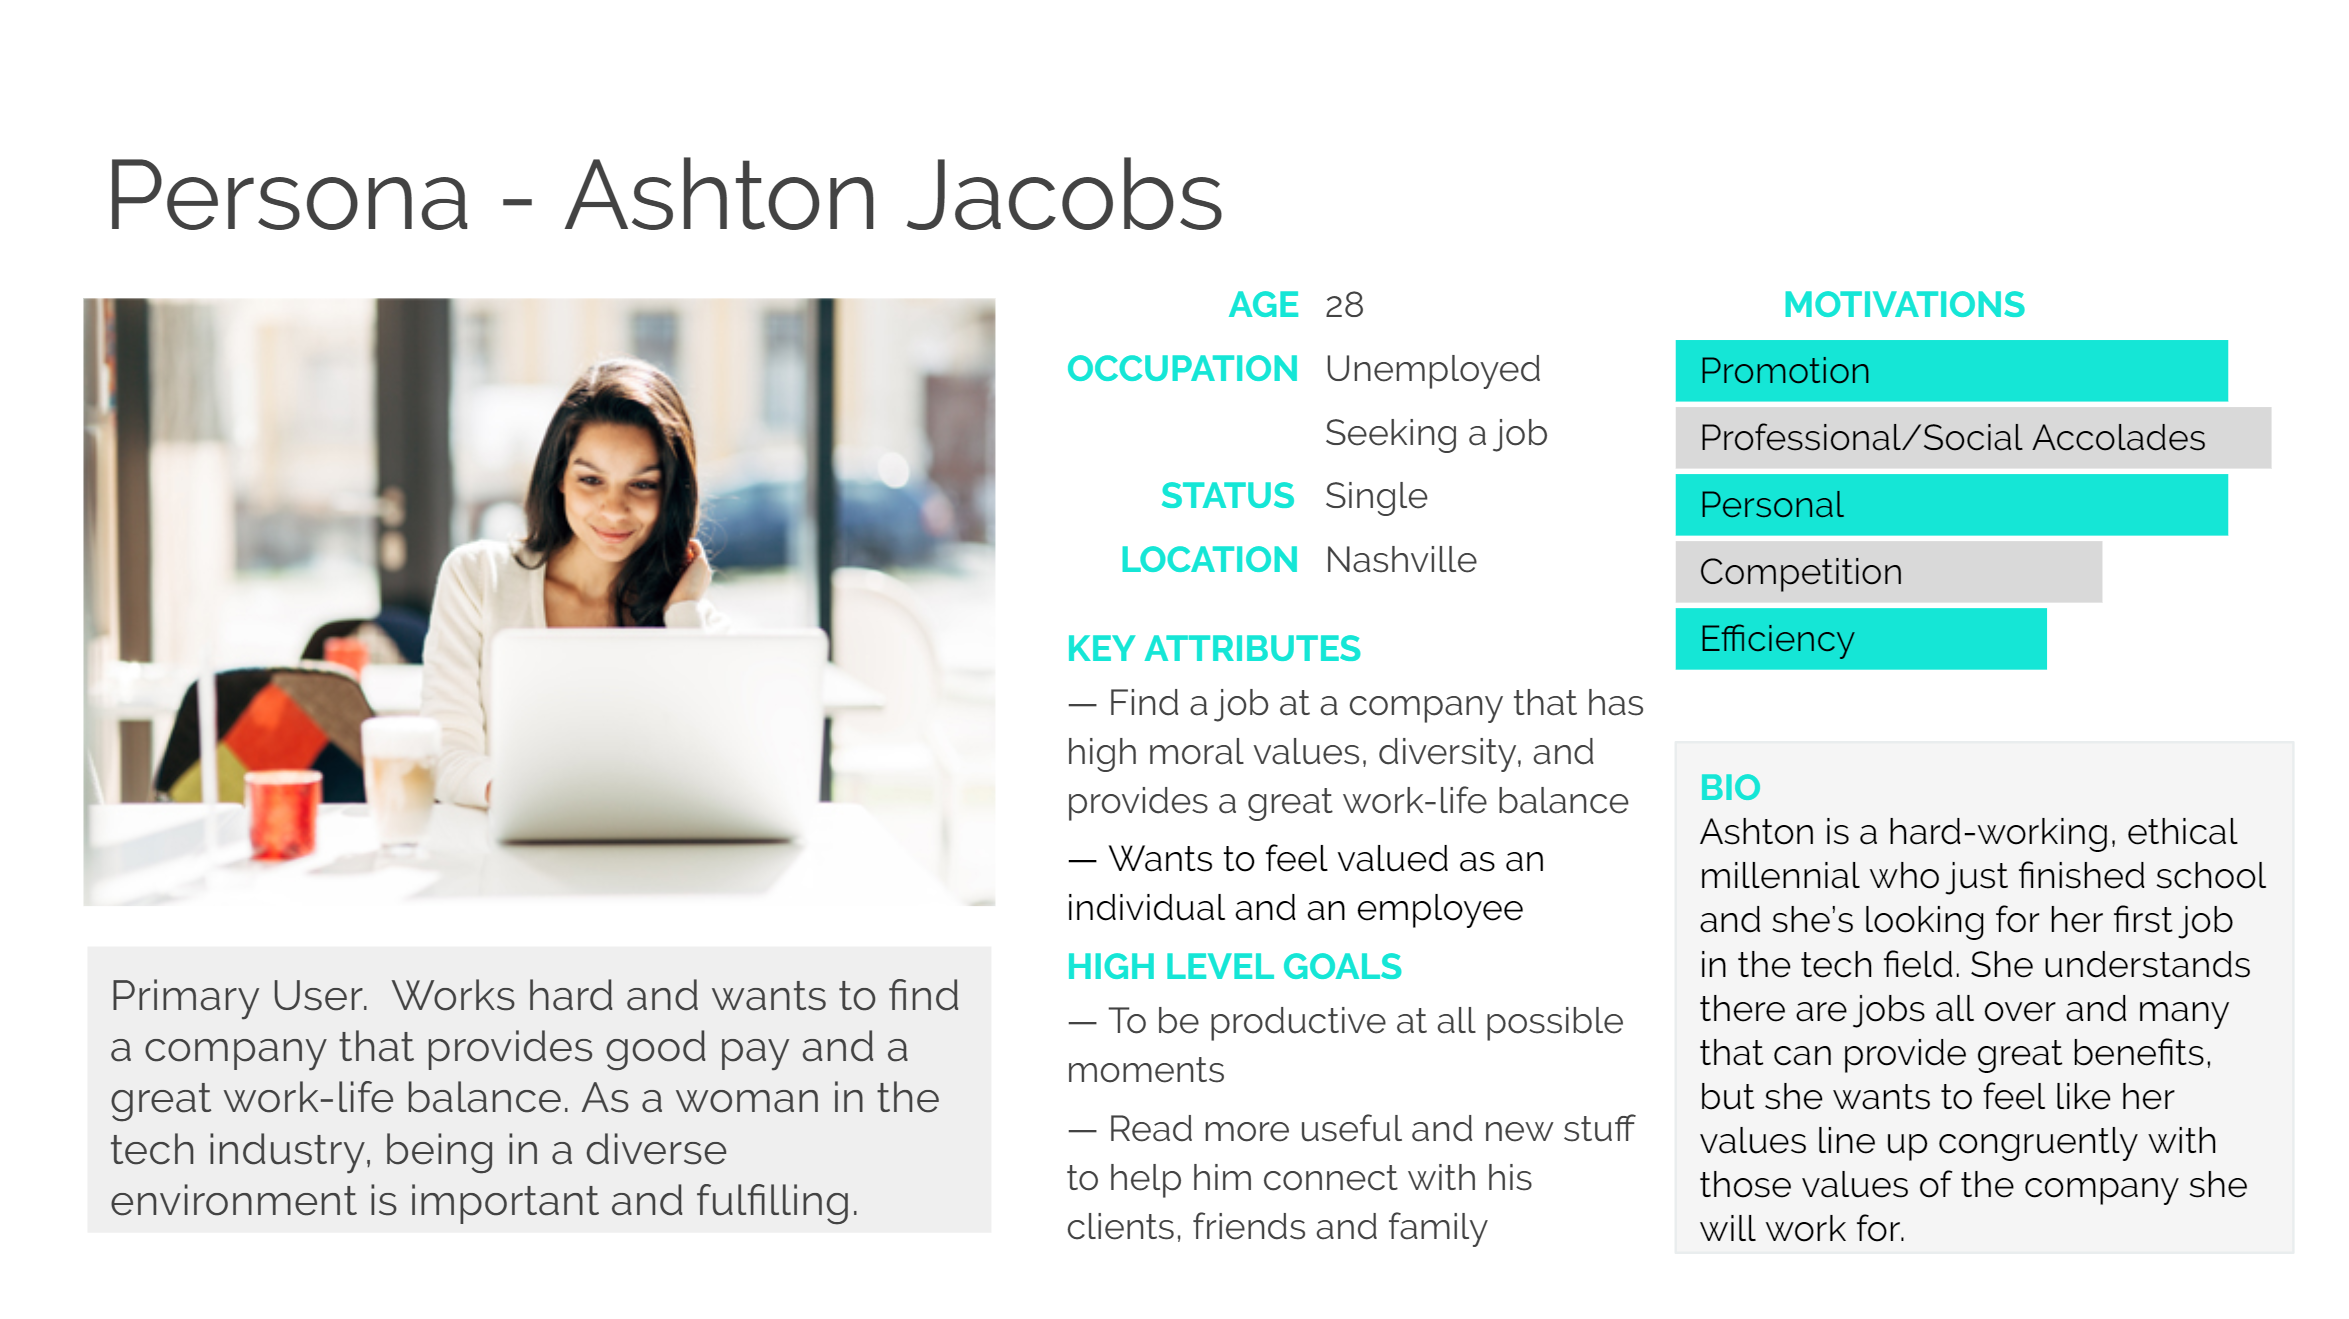 Persona - Ashton Jacobs
Primary User.  Works hard and wants to find
a company that provides good pay and a
great work-life balance. As a woman in the
tech industry, being in a diverse
environment is important and fulfilling.
AGE 28
OCCUPATION Unemployed
Seeking a job
STATUS Single
LOCATION Nashville
KEY ATTRIBUTES
— Find a job at a company that has
high moral values, diversity, and
provides a great work-life balance
— Wants to feel valued as an
individual and an employee
HIGH LEVEL GOALS
— To be productive at all possible
moments
— Read more useful and new stuff
to help him connect with his
clients, friends and family
MOTIVATIONS
Promotion
Professional/Social Accolades
Personal
Competition
Efficiency
BIO
Ashton is a hard-working, ethical
millennial who just finished school
and she’s looking for her first job
in the tech field. She understands
there are jobs all over and many
that can provide great benefits,
but she wants to feel like her
values line up congruently with
those values of the company she
will work for.